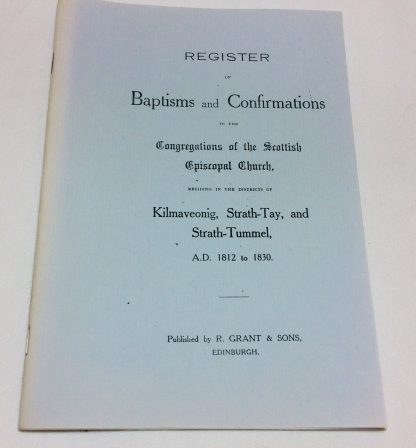 REGISTER
OF
Baptisms and Confirmations
IN THE
Congregations of the Scottish
Episcopal Church,
RESIDING IN THE DISTRICTS OF
Kilmaveonig, Strath-Tay, and
Strath-Tummel,
A.D. 1812 to 1830.
Published by R. GRANT & SONS,
EDINBURGH.